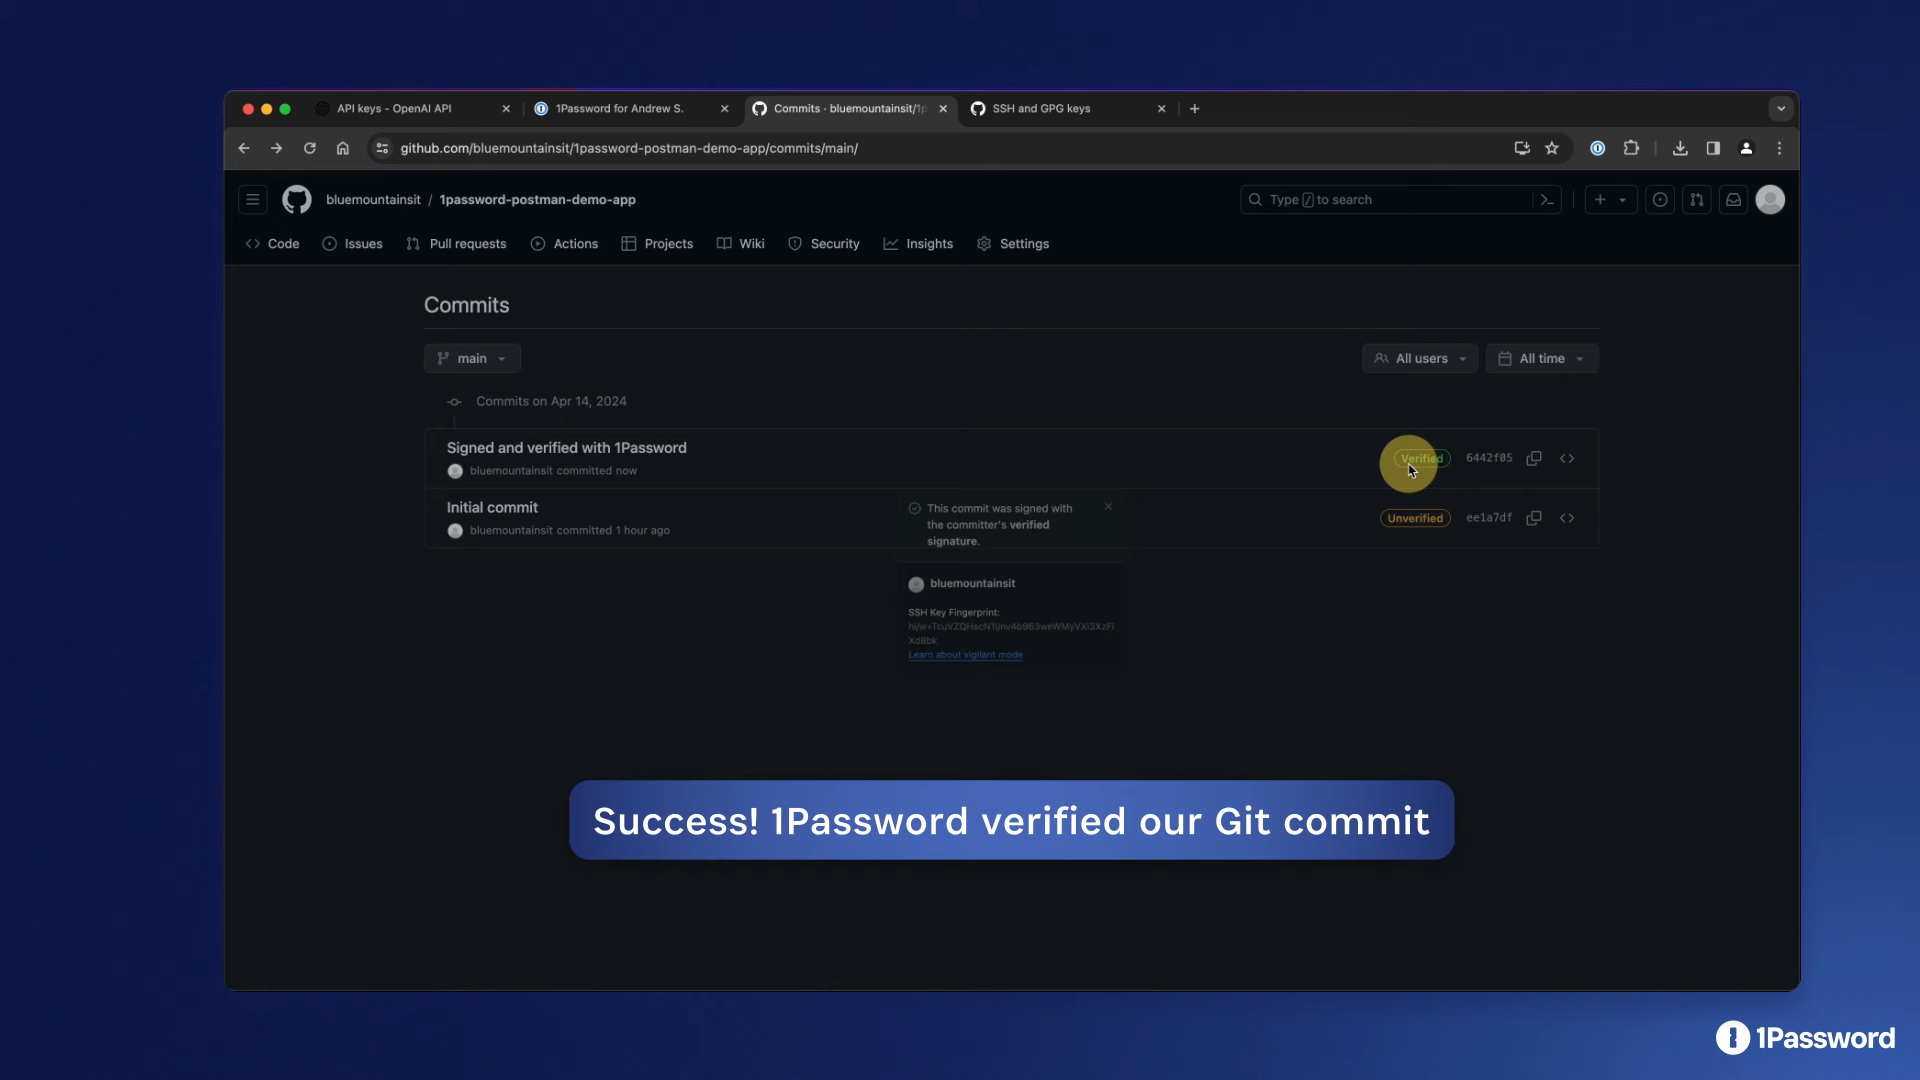 API keys - OpenAI API
1Password for Andrew S.
Commits · bluemountainsit/1p
SSH and GPG keys
github.com/bluemountainsit/1password-postman-demo-app/commits/main/
bluemountainsit / 1password-postman-demo-app
Type / to search
Code
Issues
Pull requests
Actions
Projects
Wiki
Security
Insights
Settings
Commits
main
All users
All time
Commits on Apr 14, 2024
Signed and verified with 1Password
bluemountainsit committed now
Verified
6442f05
Initial commit
bluemountainsit committed 1 hour ago
Unverified
ee1a7df
This commit was signed with
the committer's verified
signature.
bluemountainsit
SSH Key Fingerprint:
Xd8bk
Learn about vigilant mode
Success! 1Password verified our Git commit
1Password